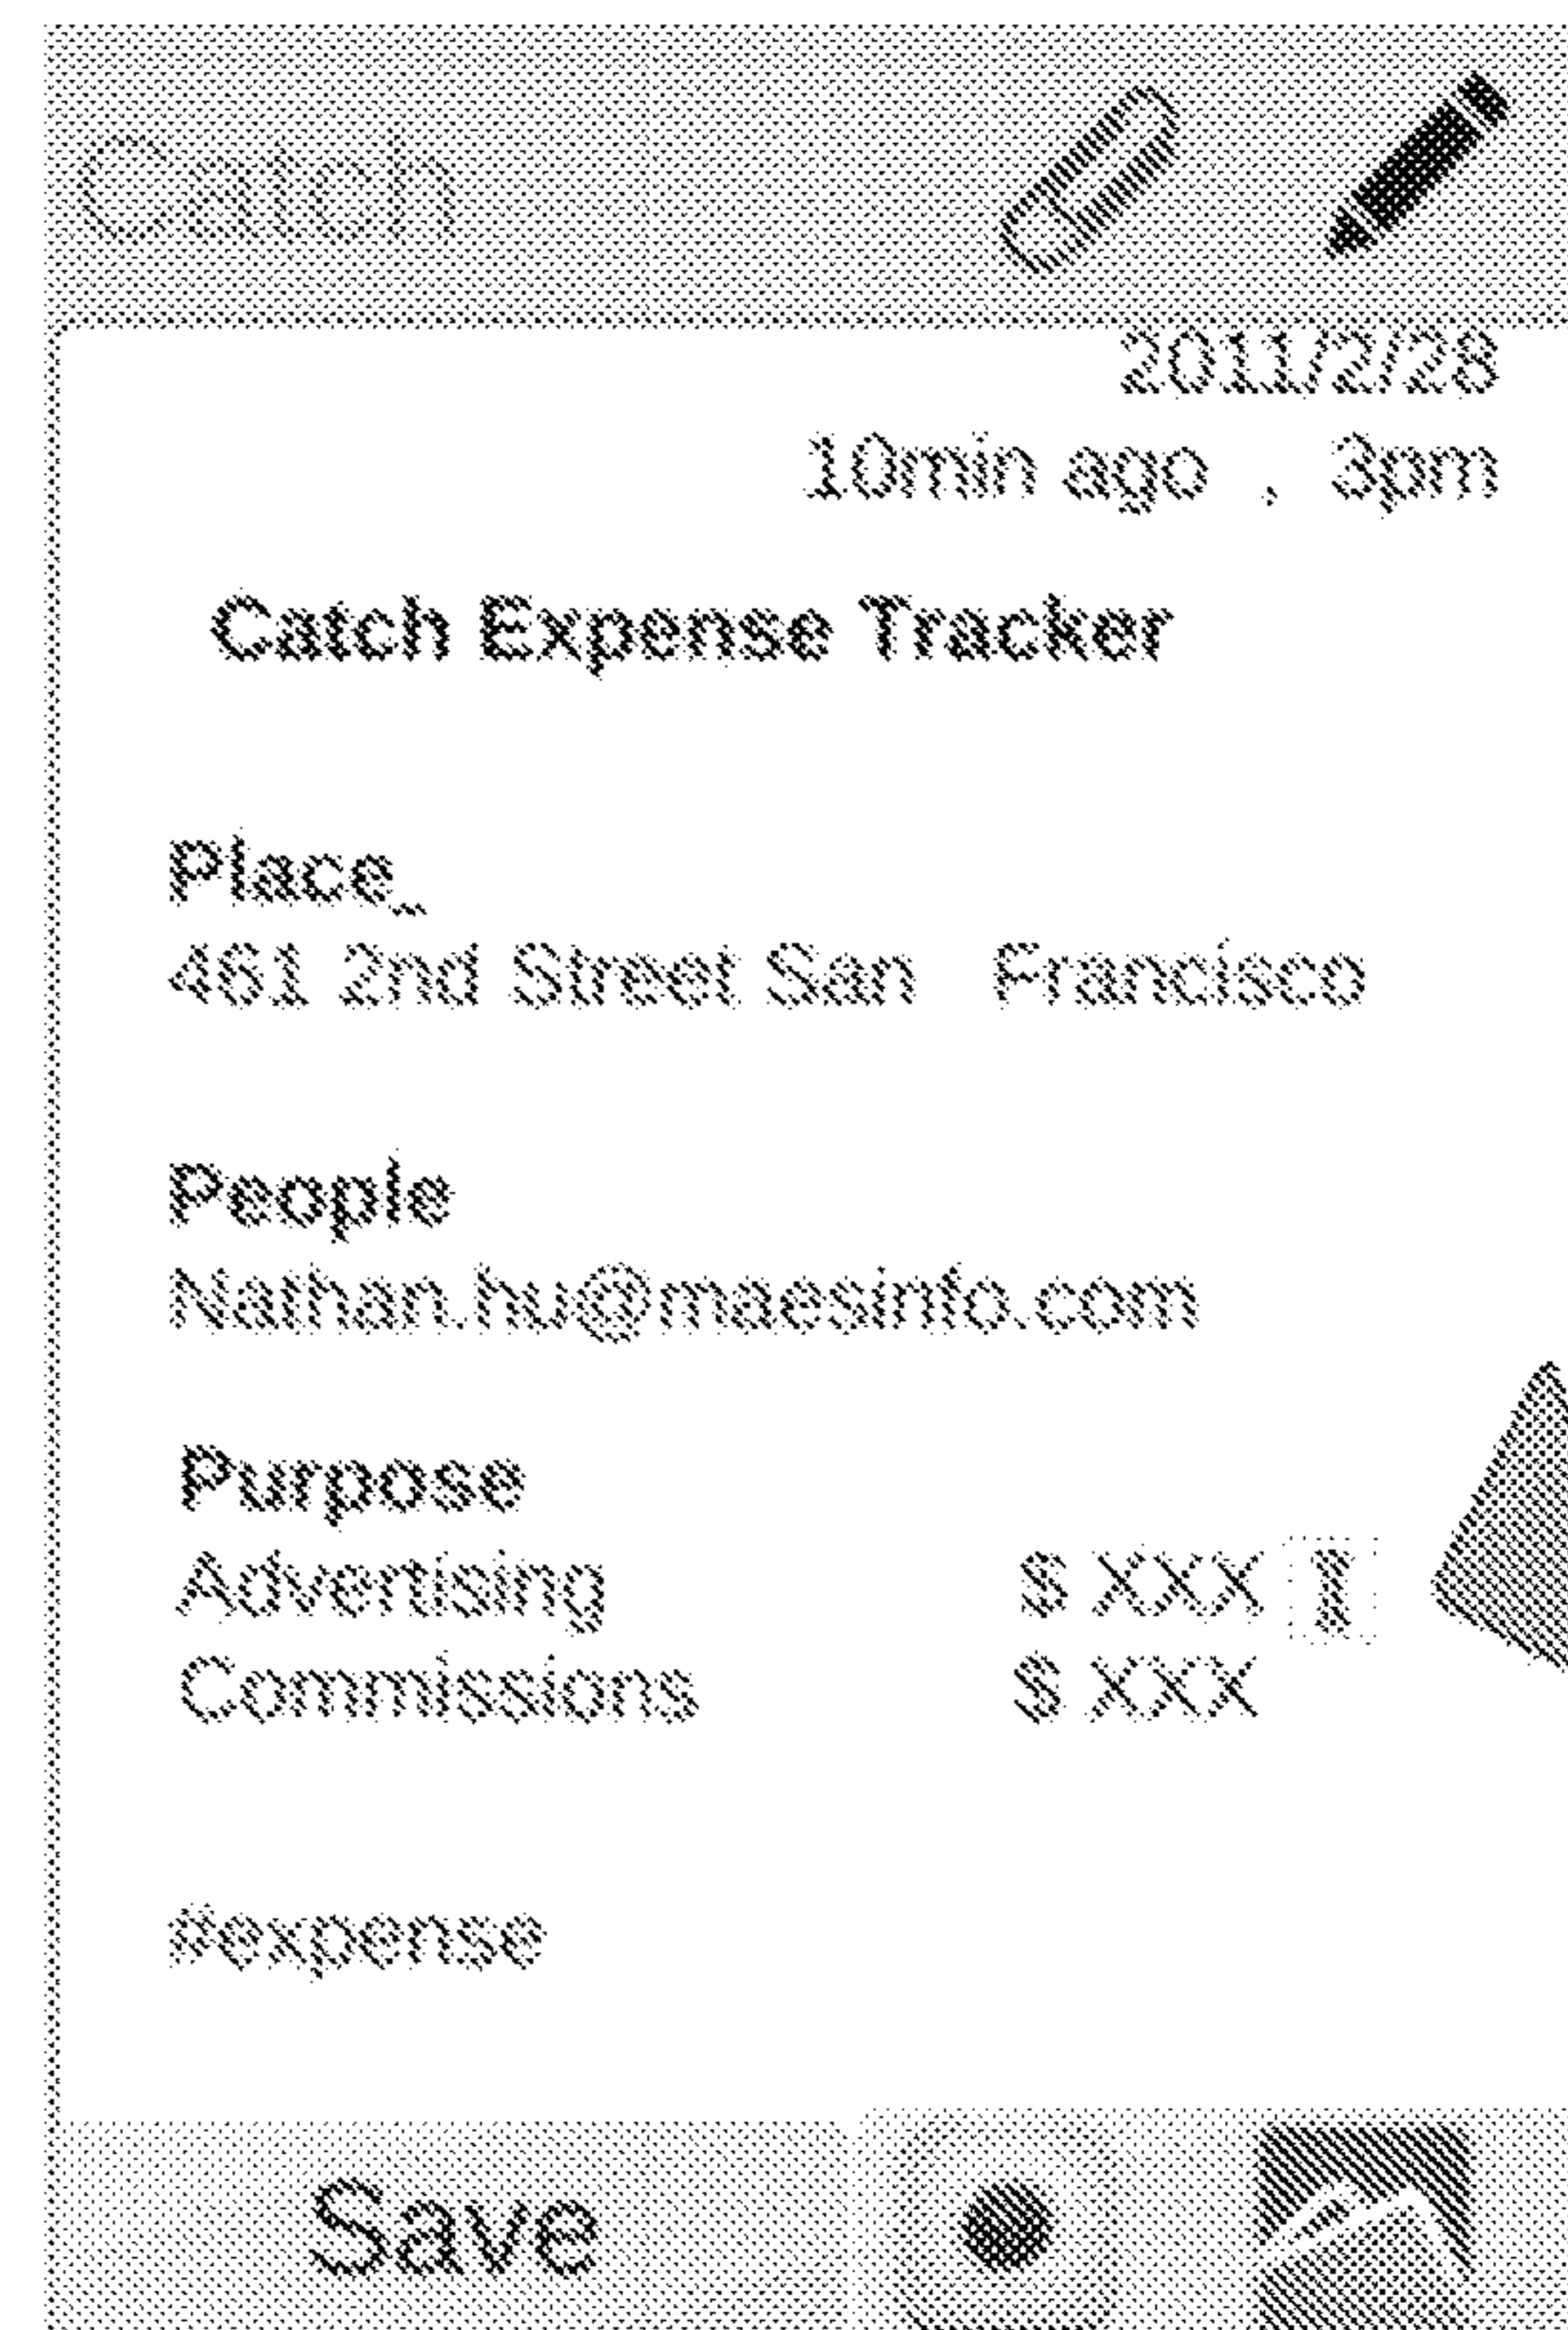 Catch
2011/2/28
10min ago , 3pm
Catch Expense Tracker
Place_
461 2nd Street San Francisco
People
Nathan.hu@maesinfo.com
Purpose
Advertising $ XXX I
Commissions $ XXX
#expense
Save